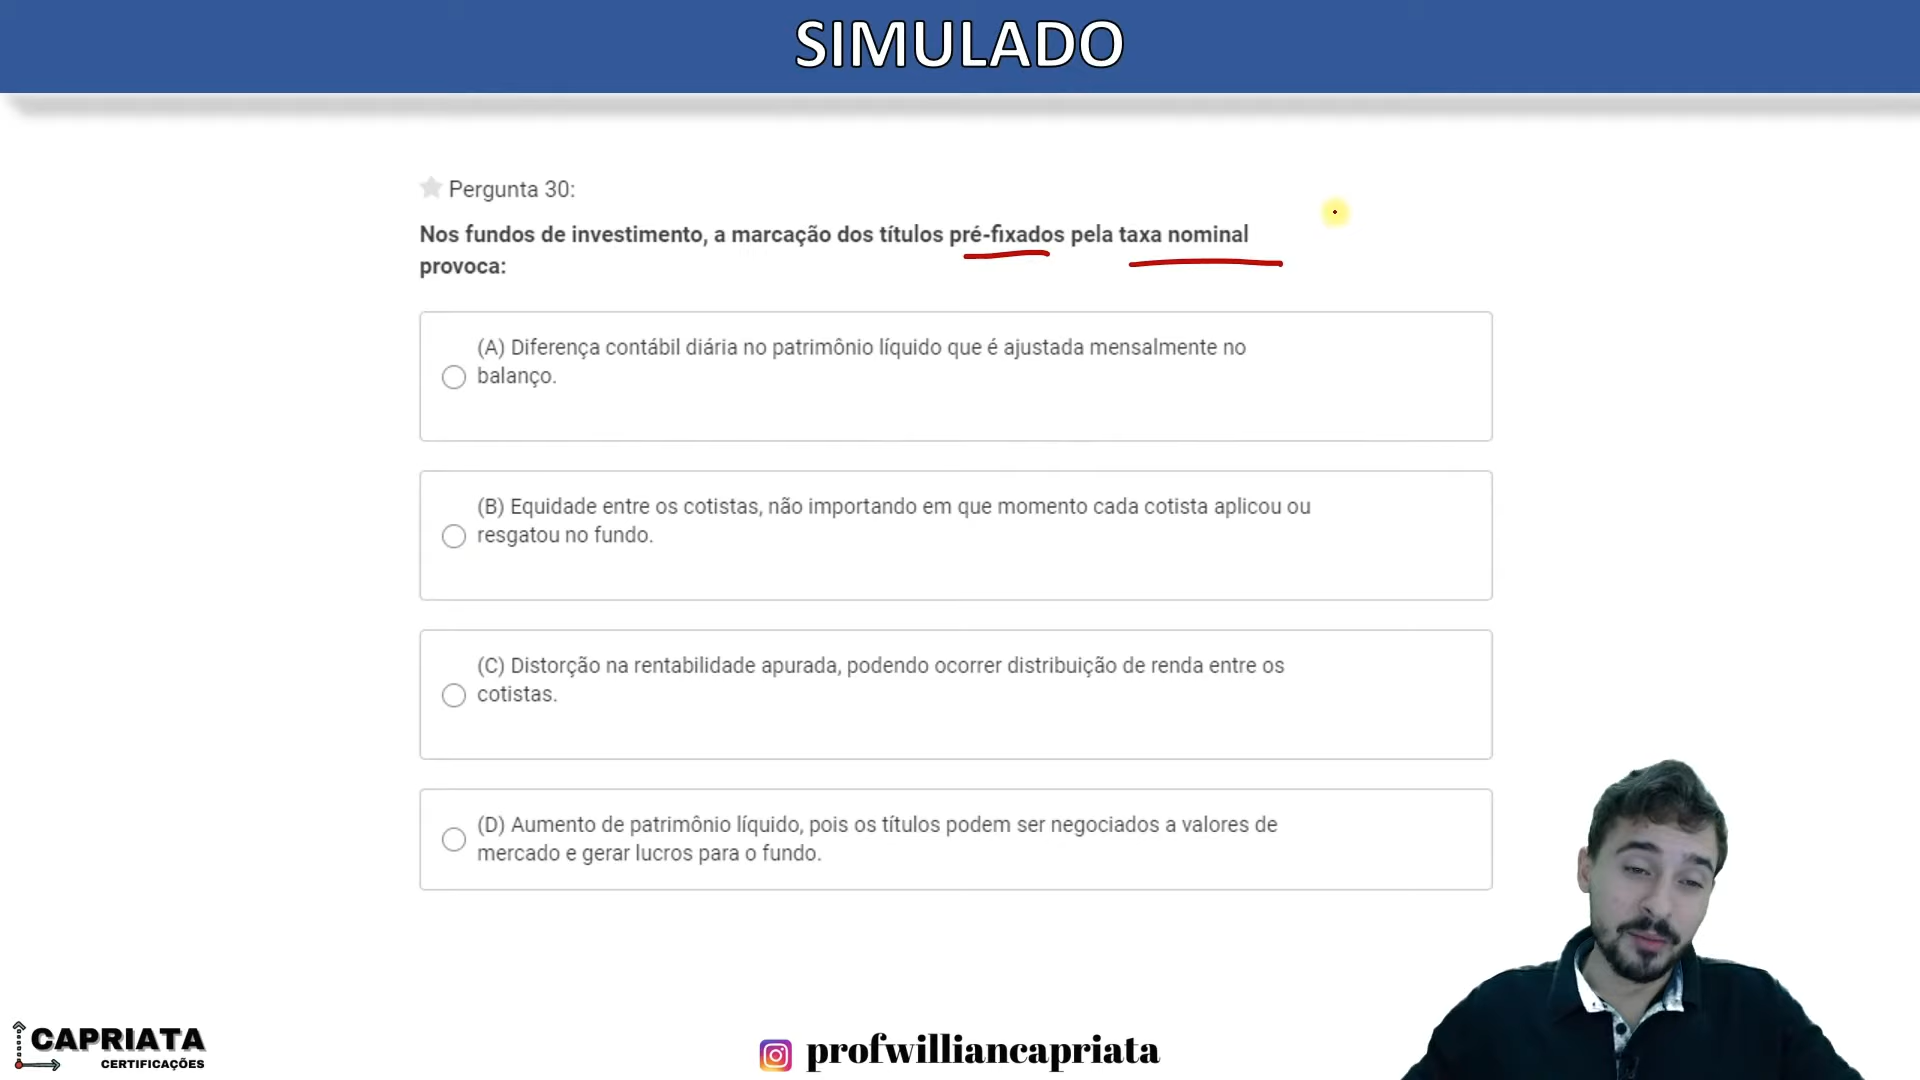 SIMULADO
Pergunta 30:
Nos fundos de investimento, a marcação dos títulos pré-fixados pela taxa nominal
provoca:
(A) Diferença contábil diária no patrimônio líquido que é ajustada mensalmente no
balanço.
(B) Equidade entre os cotistas, não importando em que momento cada cotista aplicou ou
resgatou no fundo.
(C) Distorção na rentabilidade apurada, podendo ocorrer distribuição de renda entre os
cotistas.
(D) Aumento de patrimônio líquido, pois os títulos podem ser negociados a valores de
mercado e gerar lucros para o fundo.
CAPRIATA
CERTIFICAÇÕES
profwilliancapriata